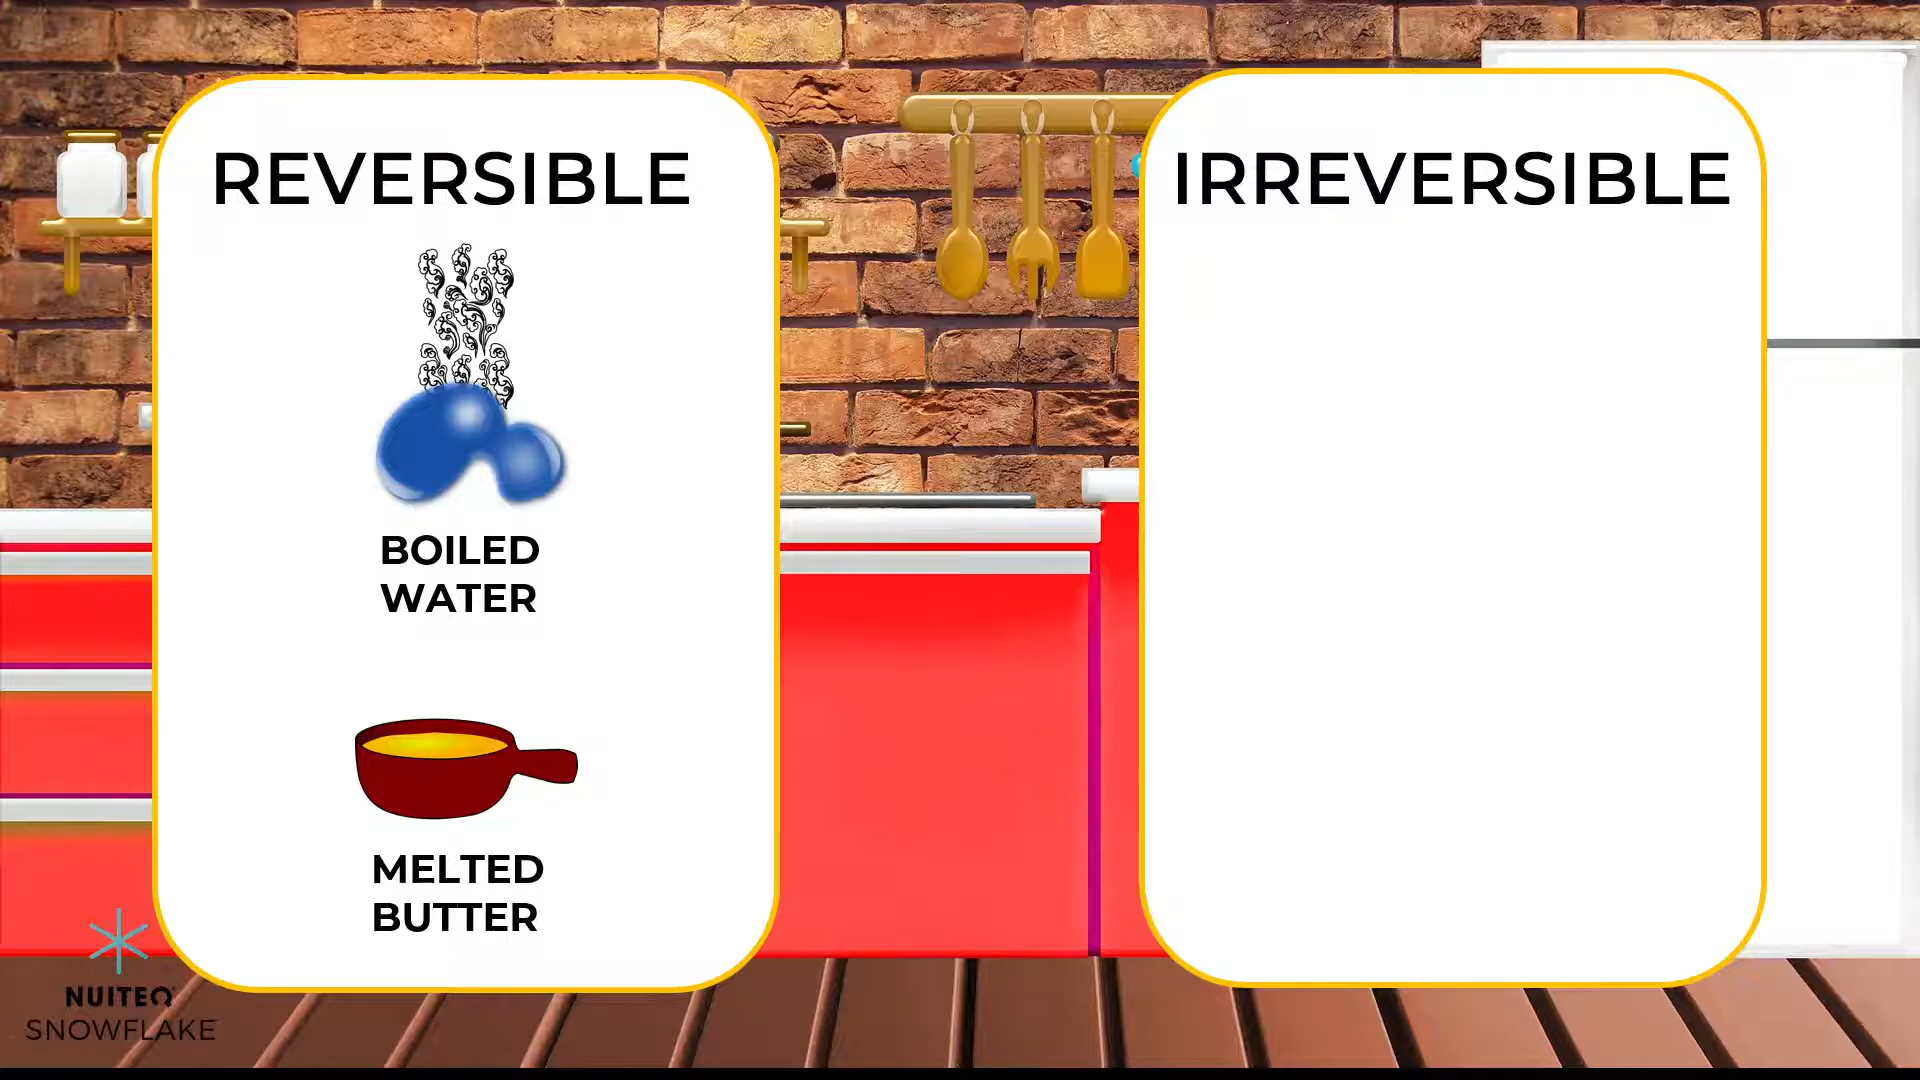 REVERSIBLE
IRREVERSIBLE
BOILED
WATER
MELTED
BUTTER
NUITEQ
SNOWFLAKE